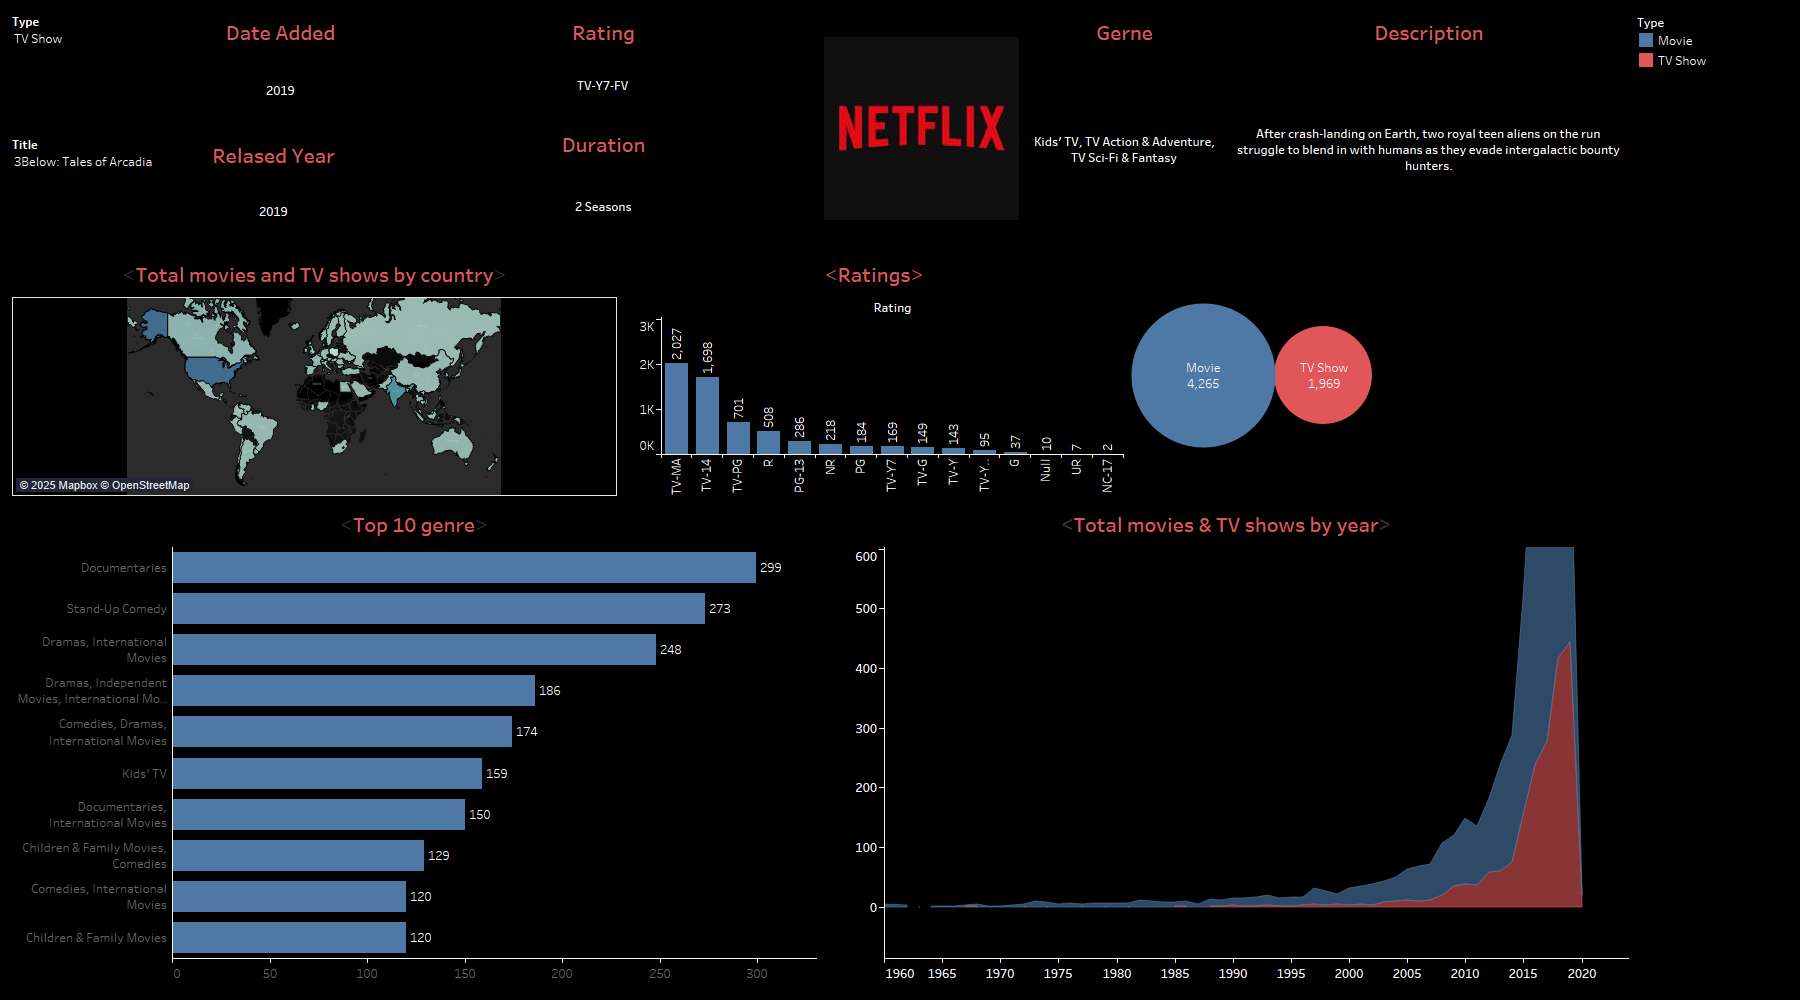 Type
TV Show
Date Added
2019
Rating
TV-Y7-FV
Title
3Below: Tales of Arcadia
Relased Year
2019
Duration
2 Seasons
NETFLIX
Gerne
Kids' TV, TV Action & Adventure,
TV Sci-Fi & Fantasy
Description
After crash-landing on Earth, two royal teen aliens on the run
struggle to blend in with humans as they evade intergalactic bounty
hunters.
Type
Movie
TV Show
<Total movies and TV shows by country>
© 2025 Mapbox © OpenStreetMap
<Ratings>
Rating
3K
2K
1K
0K
2,027
1,698
701
508
286
218
184
169
149
143
95
37
10
7
2
TV-MA
TV-14
TV-PG
R
PG-13
NR
PG
TV-Y7
TV-G
TV-Y
TV-Y..
G
Null
UR
NC-17
Movie
4,265
TV Show
1,969
<Top 10 genre>
Documentaries
299
Stand-Up Comedy
273
Dramas, International
Movies
248
Dramas, Independent
Movies, International Mo..
186
Comedies, Dramas,
International Movies
174
Kids' TV
159
Documentaries,
International Movies
150
Children & Family Movies,
Comedies
129
Comedies, International
Movies
120
Children & Family Movies
120
0 50 100 150 200 250 300
<Total movies & TV shows by year>
600
500
400
300
200
100
0
1960 1965 1970 1975 1980 1985 1990 1995 2000 2005 2010 2015 2020